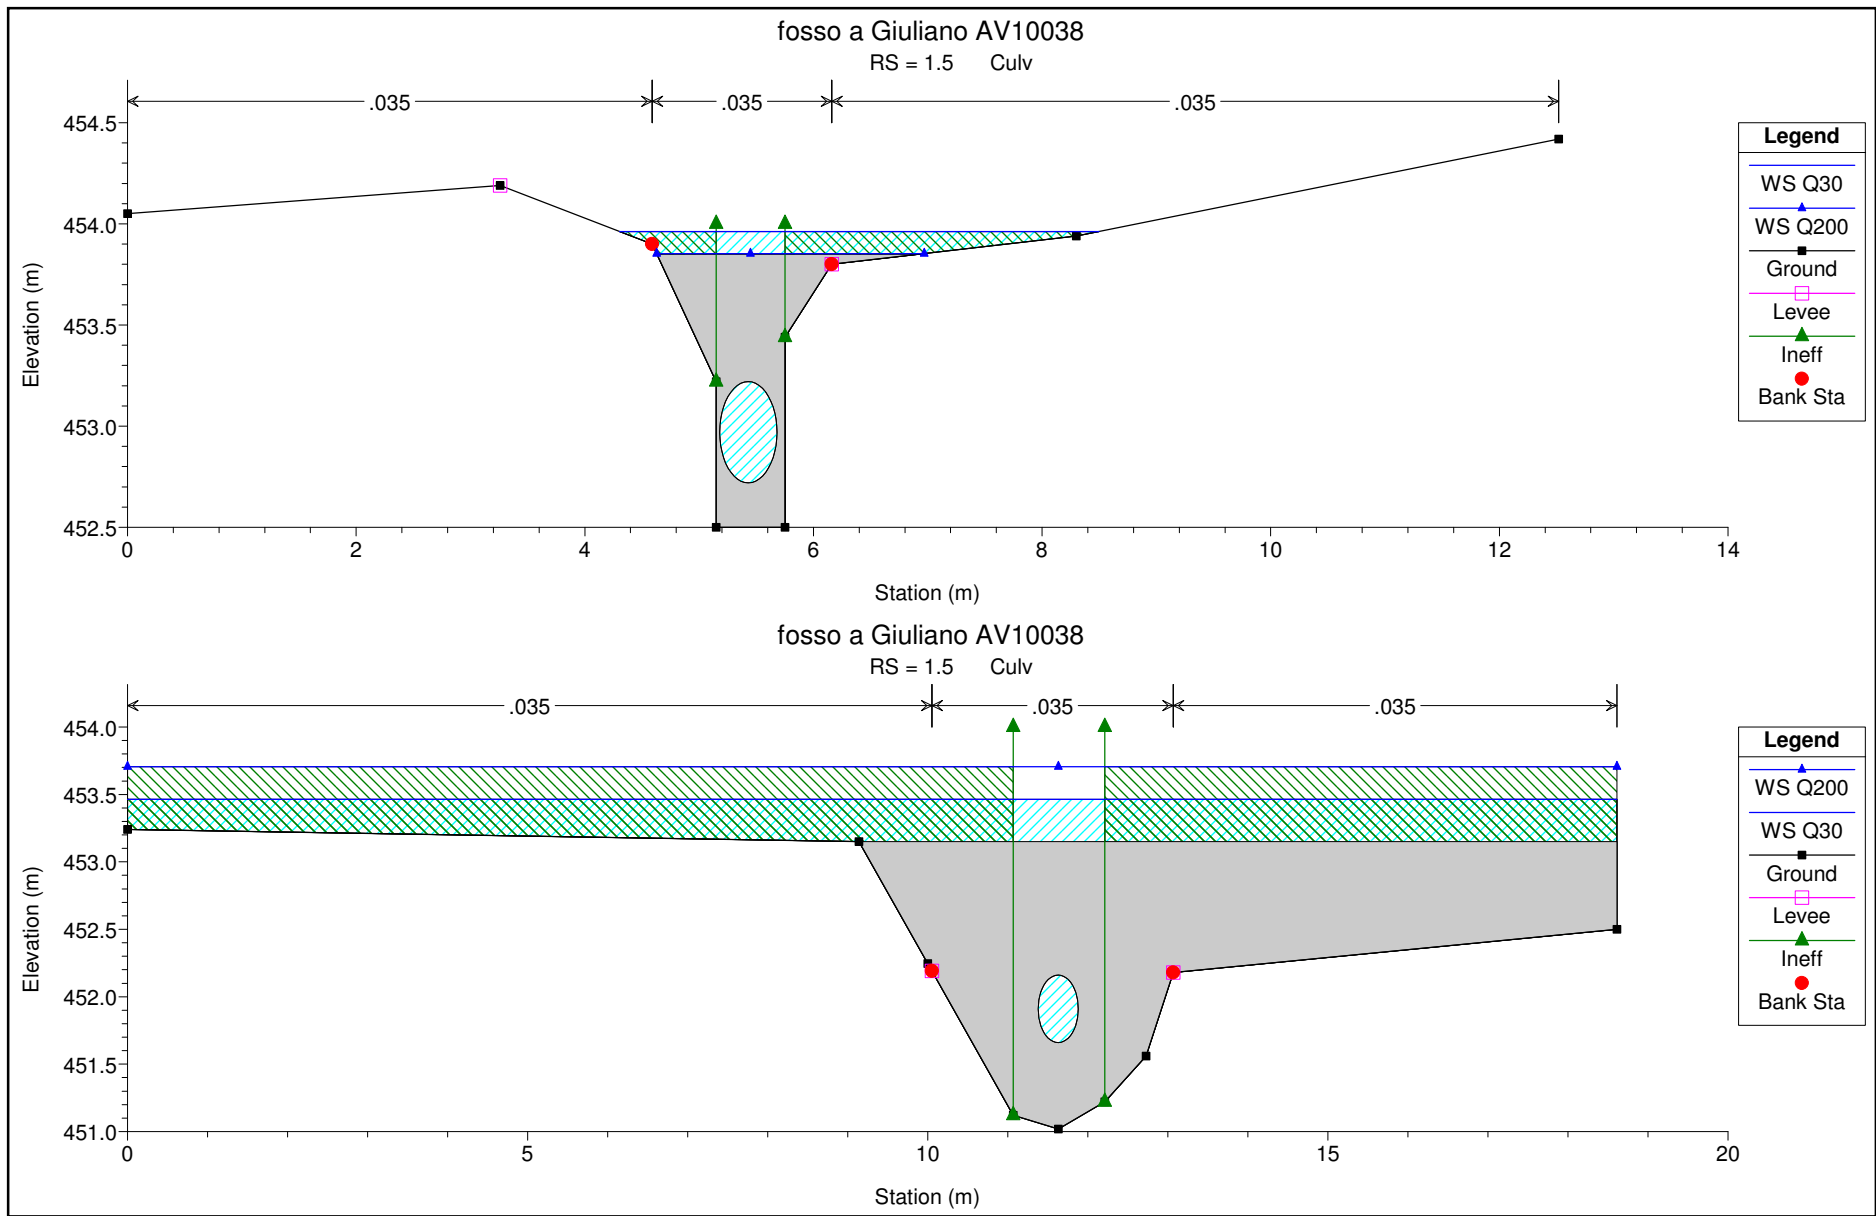 fosso a Giuliano AV10038
RS = 1.5 Culv
.035 .035 .035
454.5
454.0
453.5
453.0
452.5
Elevation (m)
0 2 4 6 8 10 12 14
Station (m)
Legend
WS Q30
WS Q200
Ground
Levee
Ineff
Bank Sta
fosso a Giuliano AV10038
RS = 1.5 Culv
.035 .035 .035
454.0
453.5
453.0
452.5
452.0
451.5
451.0
Elevation (m)
0 5 10 15 20
Station (m)
Legend
WS Q200
WS Q30
Ground
Levee
Ineff
Bank Sta